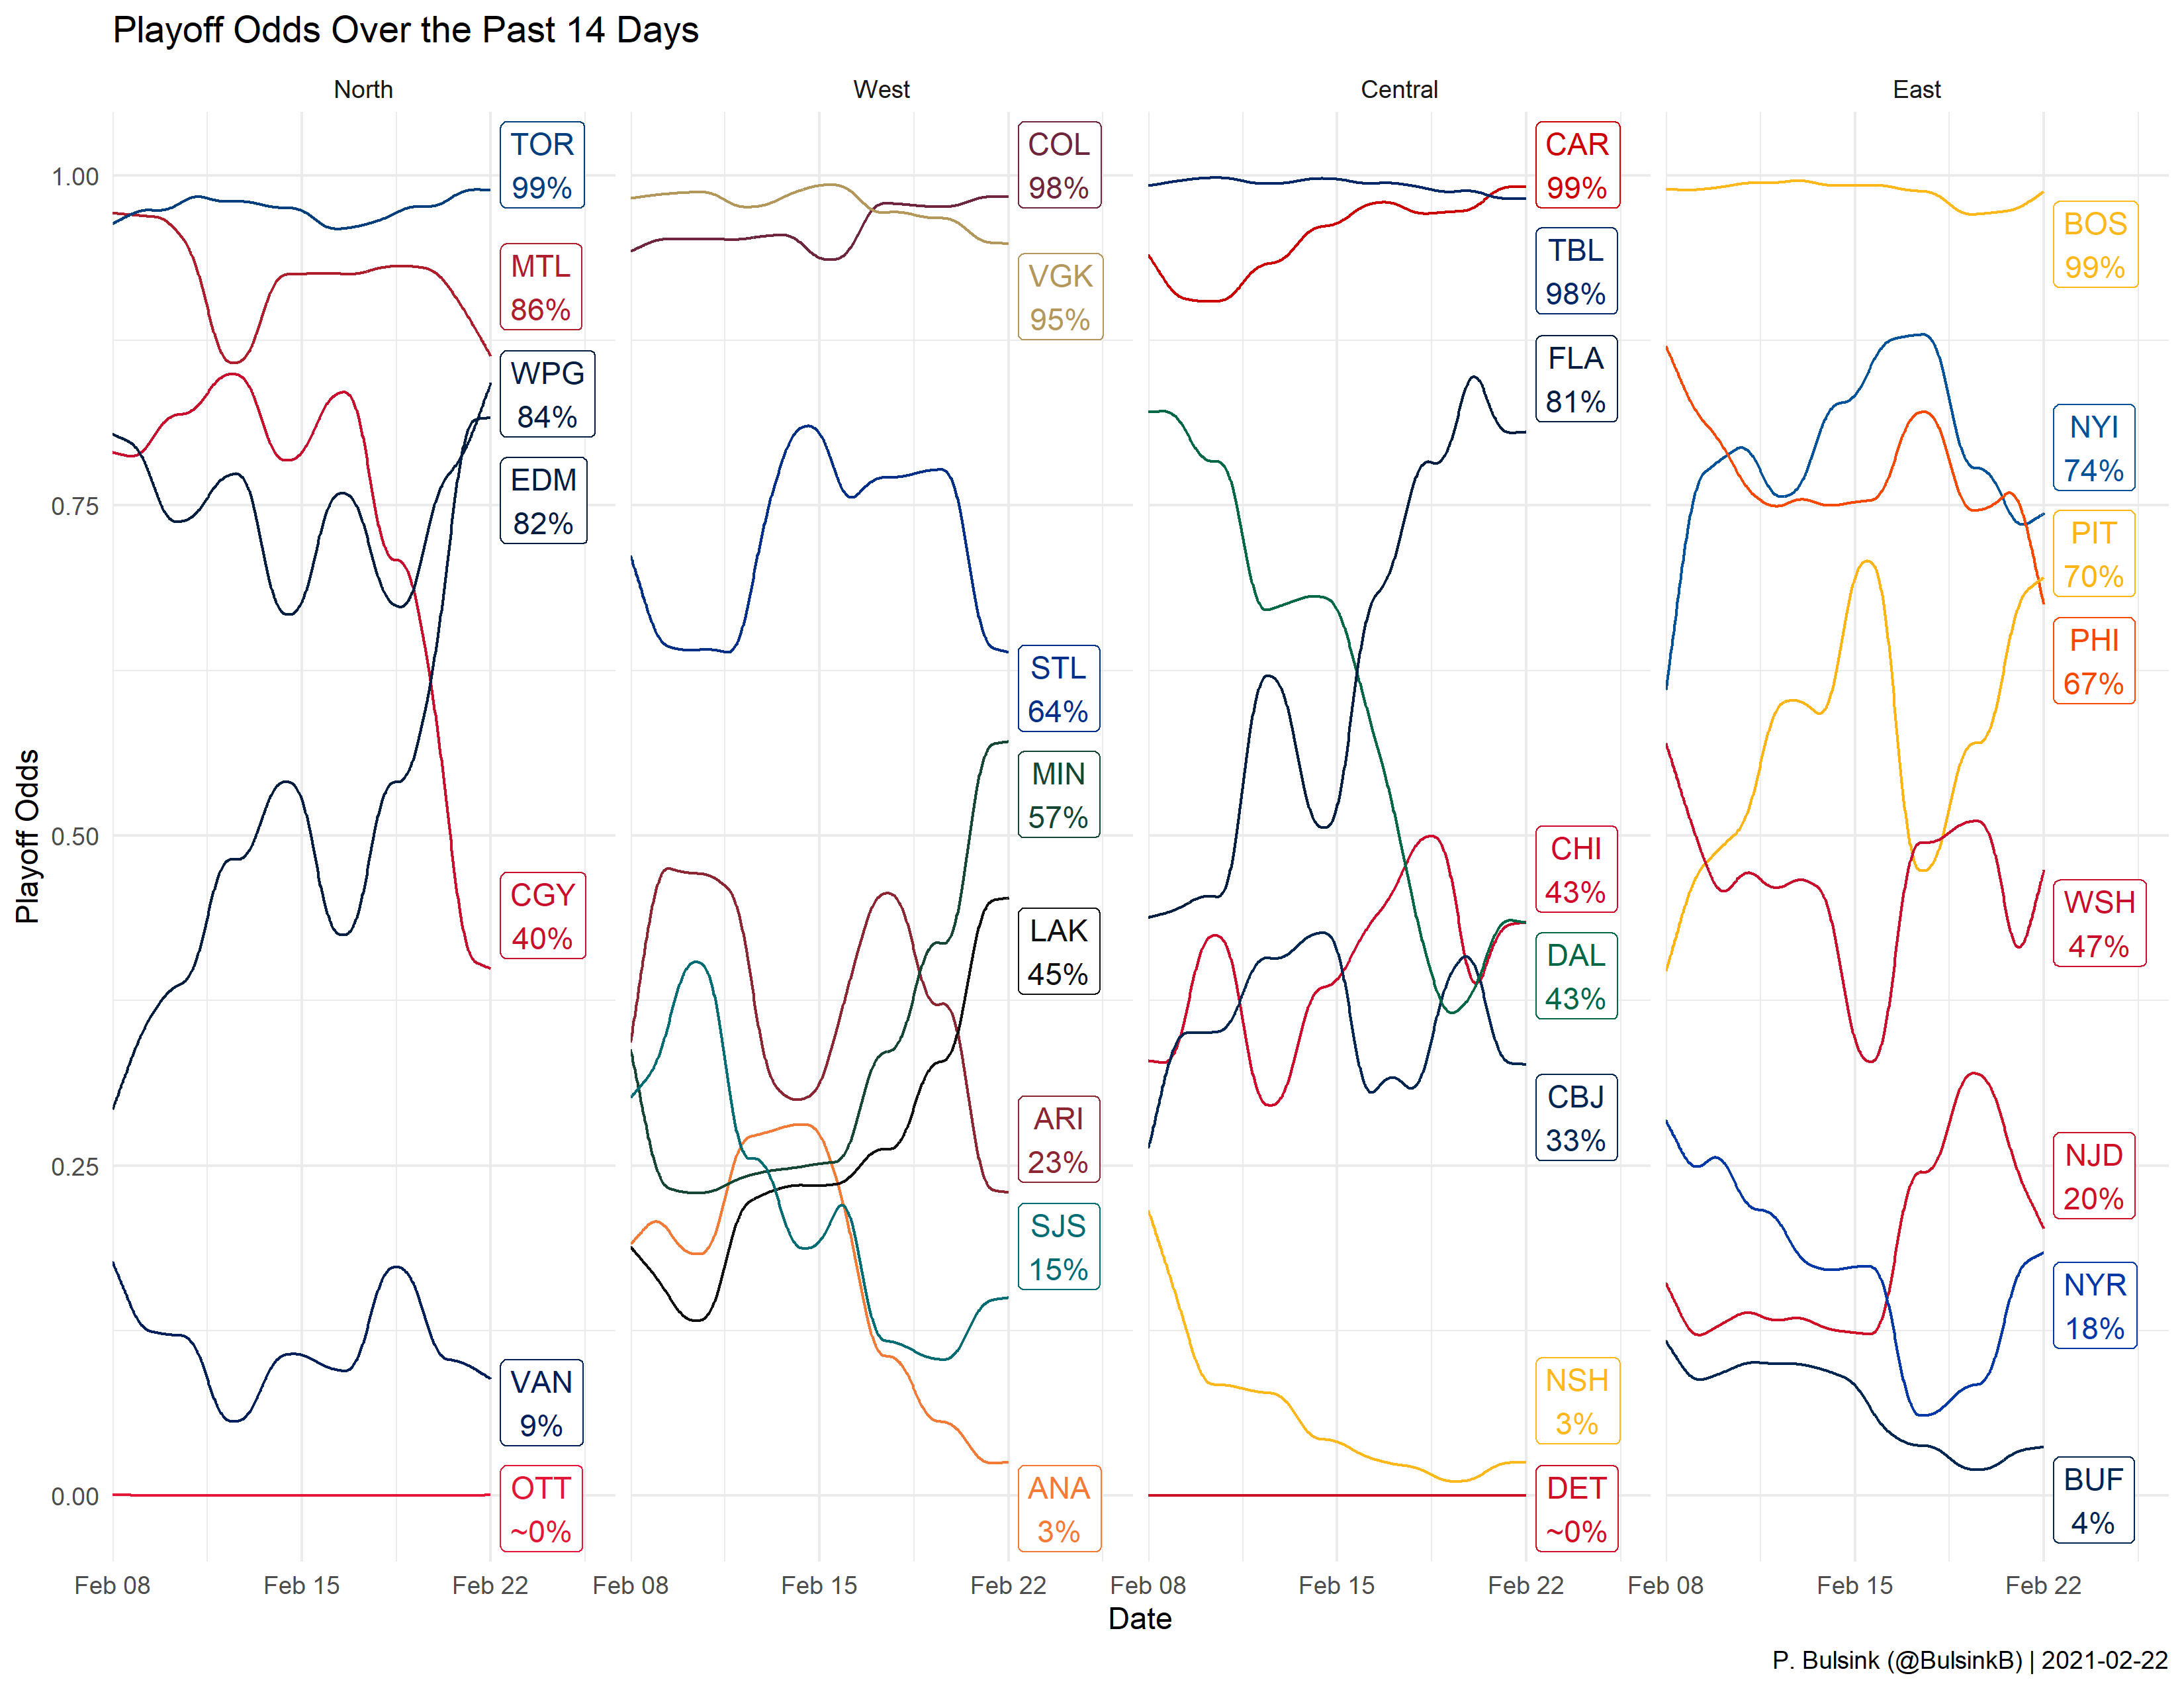 Playoff Odds Over the Past 14 Days
North
West
Central
East
Playoff Odds
1.00
0.75
0.50
0.25
0.00
TOR
99%
MTL
86%
WPG
84%
EDM
82%
CGY
40%
VAN
9%
OTT
~0%
COL
98%
VGK
95%
STL
64%
MIN
57%
LAK
45%
ARI
23%
SJS
15%
ANA
3%
CAR
99%
TBL
98%
FLA
81%
CHI
43%
DAL
43%
CBJ
33%
NSH
3%
DET
~0%
BOS
99%
NYI
74%
PIT
70%
PHI
67%
WSH
47%
NJD
20%
NYR
18%
BUF
4%
Feb 08
Feb 15
Feb 22
Feb 08
Feb 15
Feb 22
Feb 08
Feb 15
Feb 22
Feb 08
Feb 15
Feb 22
Date
P. Bulsink (@BulsinkB) | 2021-02-22